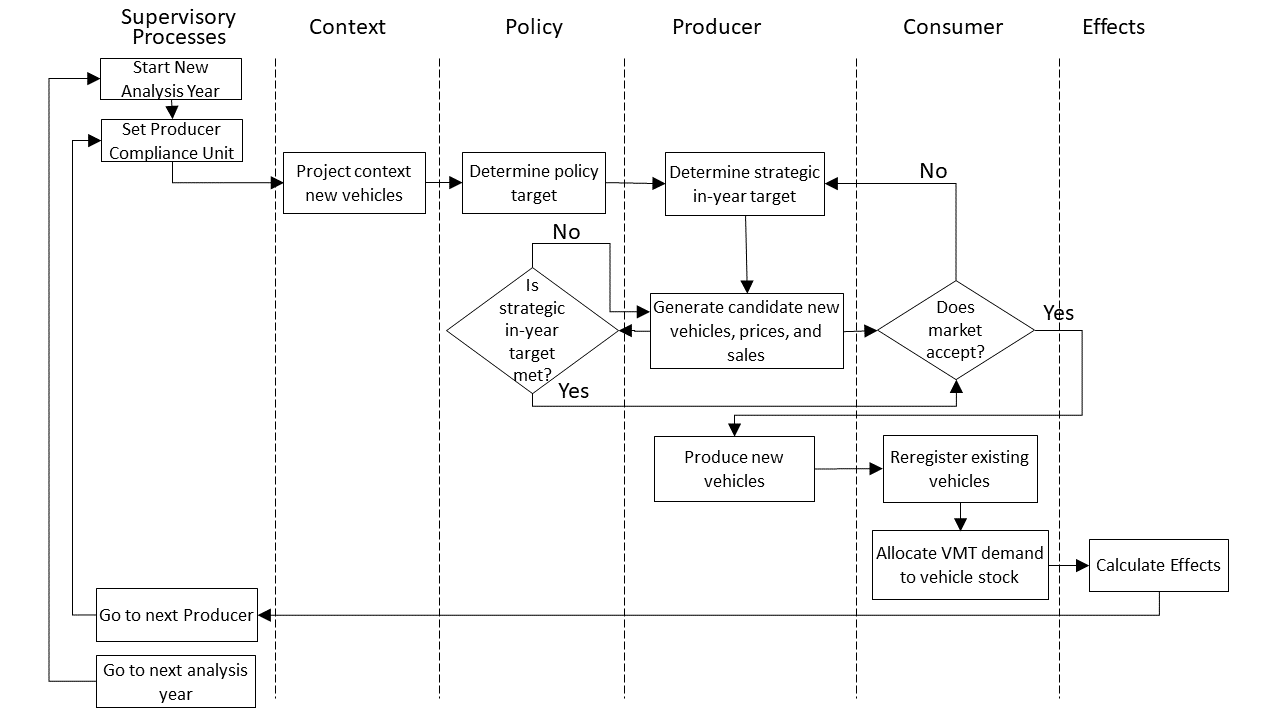 Supervisory
Processes
Context
Policy
Producer
Consumer
Effects
Start New
Analysis Year
Set Producer
Compliance Unit
Project context
new vehicles
Determine policy
target
Determine strategic
in-year target
No
No
Is
strategic
in-year
target
met?
Yes
Generate candidate new
vehicles, prices, and
sales
Does
market
accept?
Yes
Produce new
vehicles
Reregister existing
vehicles
Allocate VMT demand
to vehicle stock
Calculate Effects
Go to next Producer
Go to next analysis
year